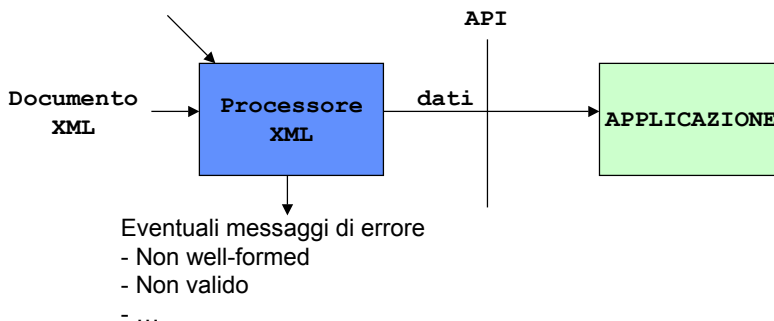 API
Documento
XML
Processore
XML
dati
APPLICAZIONE
Eventuali messaggi di errore
- Non well-formed
- Non valido
- ...